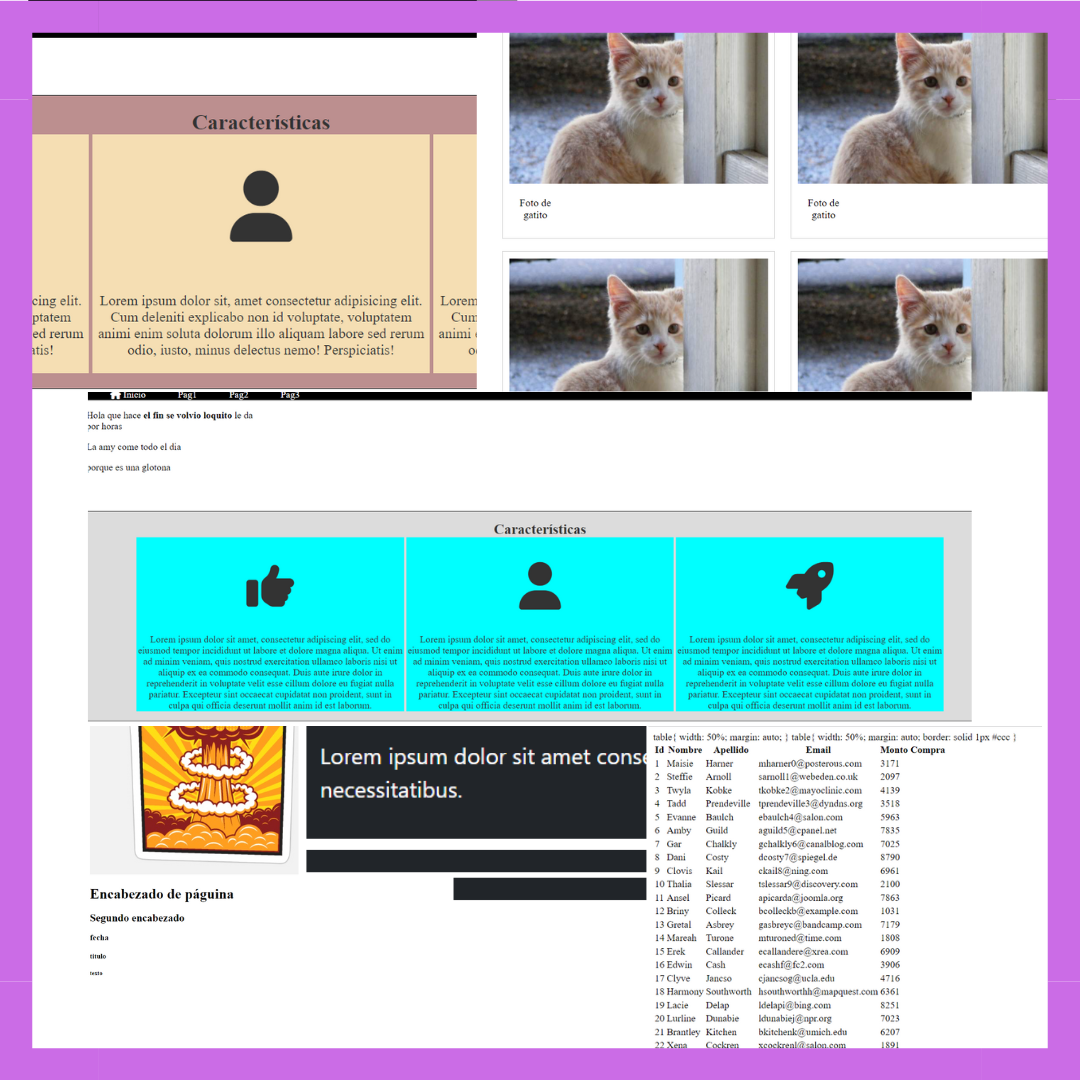 Características
cing elit.
ptatem
ed rerum
atis!
Lorem ipsum dolor sit, amet consectetur adipisicing elit.
Cum deleniti explicabo non id voluptate, voluptatem
animi enim soluta dolorum illo aliquam labore sed rerum
odio, iusto, minus delectus nemo! Perspiciatis!
Lorem
Cum
animi
Foto de
gatito
Foto de
gatito
Inicio Pag1 Pag2 Pag3
Hola que hace el fin se volvio loquito le da
por horas
La amy come todo el dia
porque es una glotona
Características
Lorem ipsum dolor sit amet, consectetur adipiscing elit, sed do
eiusmod tempor incididunt ut labore et dolore magna aliqua. Ut enim
ad minim veniam, quis nostrud exercitation ullamco laboris nisi ut
aliquip ex ea commodo consequat. Duis aute irure dolor in
reprehenderit in voluptate velit esse cillum dolore eu fugiat nulla
pariatur. Excepteur sint occaecat cupidatat non proident, sunt in
culpa qui officia deserunt mollit anim id est laborum.
Lorem ipsum dolor sit amet, consectetur adipiscing elit, sed do
eiusmod tempor incididunt ut labore et dolore magna aliqua. Ut enim
ad minim veniam, quis nostrud exercitation ullamco laboris nisi ut
aliquip ex ea commodo consequat. Duis aute irure dolor in
reprehenderit in voluptate velit esse cillum dolore eu fugiat nulla
pariatur. Excepteur sint occaecat cupidatat non proident, sunt in
culpa qui officia deserunt mollit anim id est laborum.
Lorem ipsum dolor sit amet, consectetur adipiscing elit, sed do
eiusmod tempor incididunt ut labore et dolore magna aliqua. Ut enim
ad minim veniam, quis nostrud exercitation ullamco laboris nisi ut
aliquip ex ea commodo consequat. Duis aute irure dolor in
reprehenderit in voluptate velit esse cillum dolore eu fugiat nulla
pariatur. Excepteur sint occaecat cupidatat non proident, sunt in
culpa qui officia deserunt mollit anim id est laborum.
Lorem ipsum dolor sit amet conse
necessitatibus.
Encabezado de páguina
Segundo encabezado
fecha
titulo
texto
table{ width: 50%; margin: auto; } table{ width: 50%; margin: auto; border: solid 1px #ccc }
Id Nombre Apellido Email Monto Compra
1 Maisie Harner mharner0@posterous.com 3171
2 Steffie Arnoll sarnoll1@webeden.co.uk 2097
3 Twyla Kobke tkobke2@mayoclinic.com 4139
4 Tadd Prendeville tprendeville3@dyndns.org 3518
5 Evanne Baulch ebaulch4@salon.com 5963
6 Amby Guild aguild5@cpanel.net 7835
7 Gar Chalkly gchalkly6@canalblog.com 7025
8 Dani Costy dcosty7@spiegel.de 8790
9 Clovis Kail ckail8@ning.com 6961
10 Thalia Slessar tslessar9@discovery.com 2100
11 Ansel Picard apicarda@joomla.org 7863
12 Briny Colleck bcolleckb@example.com 1031
13 Gretal Asbrey gasbreyc@bandcamp.com 7179
14 Mareah Turone mturoned@time.com 1808
15 Erek Callander ecallandere@xrea.com 6909
16 Edwin Cash ecashf@fc2.com 3906
17 Clyve Jancso cjancsog@ucla.edu 4716
18 Harmony Southworth hsouthworthh@mapquest.com 6361
19 Lacie Delap ldelapi@bing.com 8251
20 Lurline Dunabie ldunabiej@npr.org 7023
21 Brantley Kitchen bkitchenk@umich.edu 6207
22 Xena Cockren xcockrenl@salon.com 1891